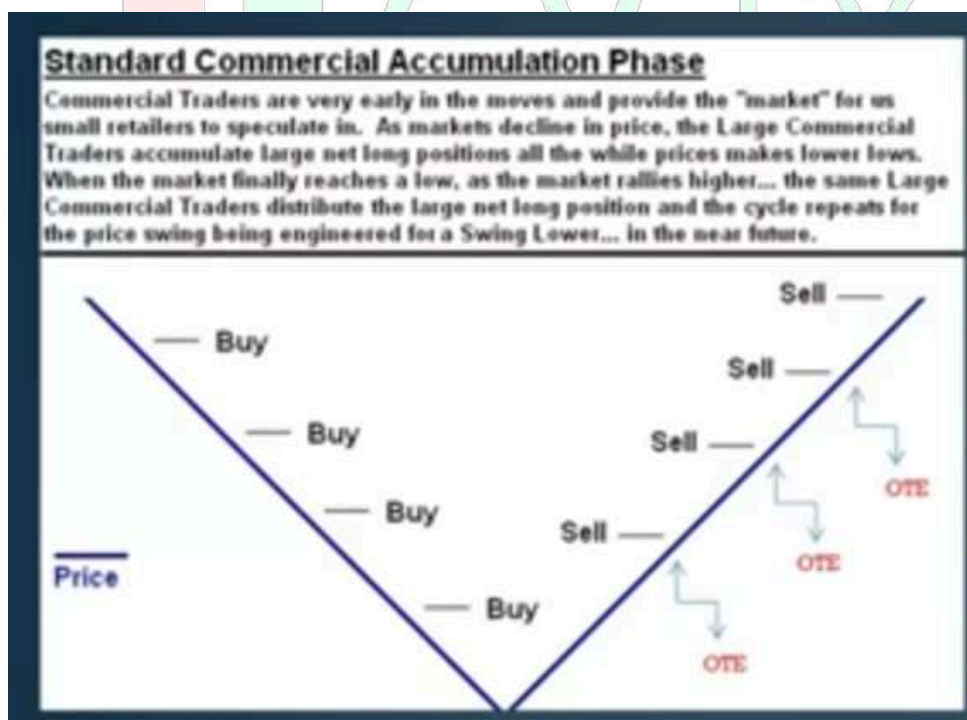 Standard Commercial Accumulation Phase
Commercial Traders are very early in the moves and provide the "market" for us
small retailers to speculate in. As markets decline in price, the Large Commercial
Traders accumulate large net long positions all the while prices makes lower lows.
When the market finally reaches a low, as the market rallies higher... the same Large
Commercial Traders distribute the large net long position and the cycle repeats for
the price swing being engineered for a Swing Lower... in the near future.
Sell
Buy
Sell
Buy
Sell
OTE
Buy
Sell
OTE
Price
Buy
OTE